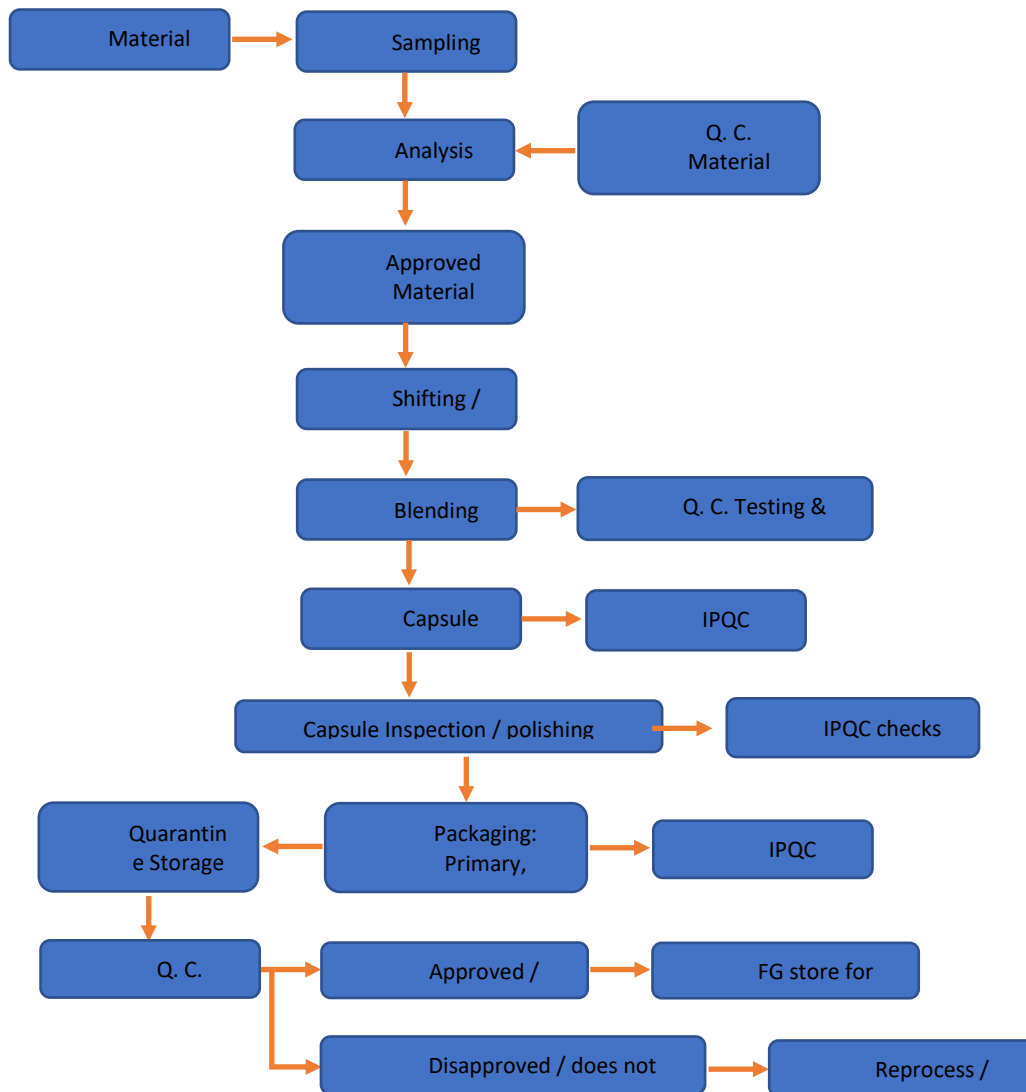 Material
Sampling
Analysis
Q. C.
Material
Approved
Material
Shifting /
Blending
Q. C. Testing &
Capsule
IPQC
Capsule Inspection / polishing
IPQC checks
Quarantin
e Storage
Packaging:
Primary,
IPQC
Q. C.
Approved /
FG store for
Disapproved / does not
Reprocess /